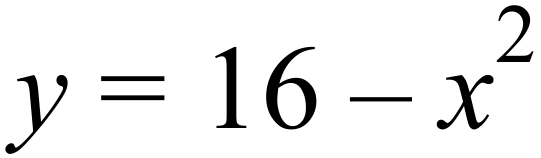 y = 16 − x²